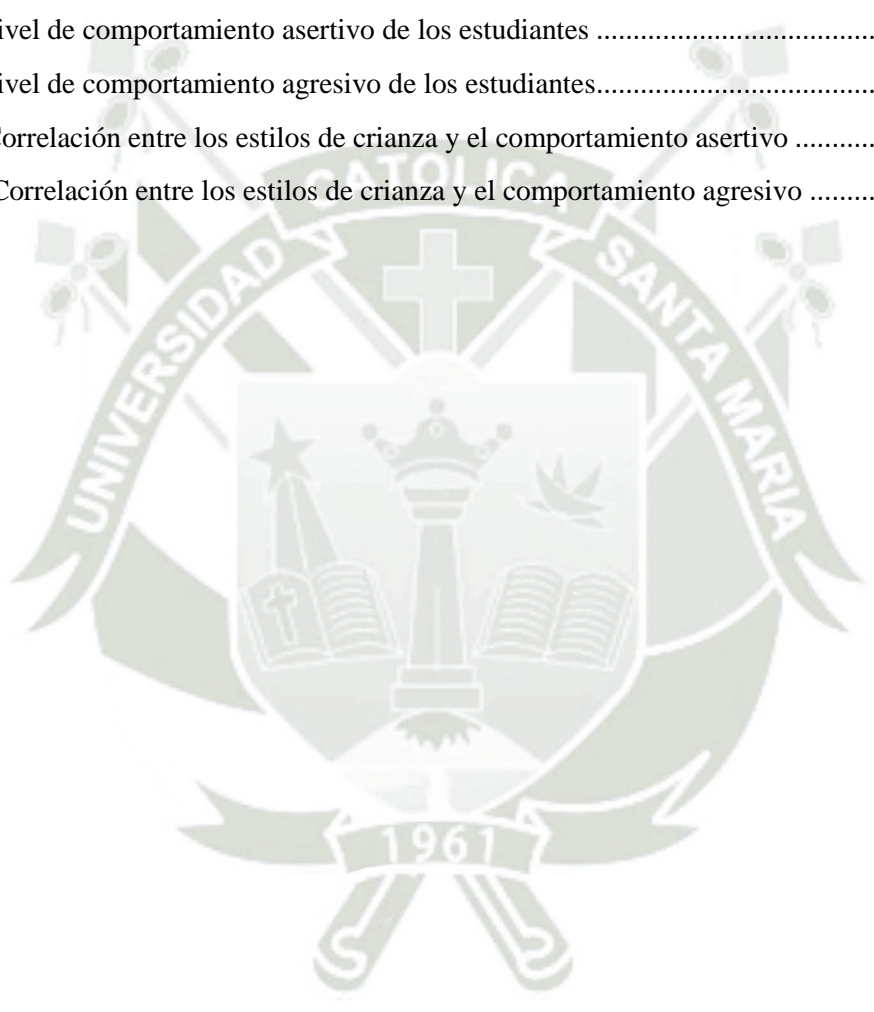 ivel de comportamiento asertivo de los estudiantes ......................................
ivel de comportamiento agresivo de los estudiantes......................................
Correlación entre los estilos de crianza y el comportamiento asertivo ...........
Correlación entre los estilos de crianza y el comportamiento agresivo .........
UNIVERSIDAD CATOLICA SANTA MARIA
1961